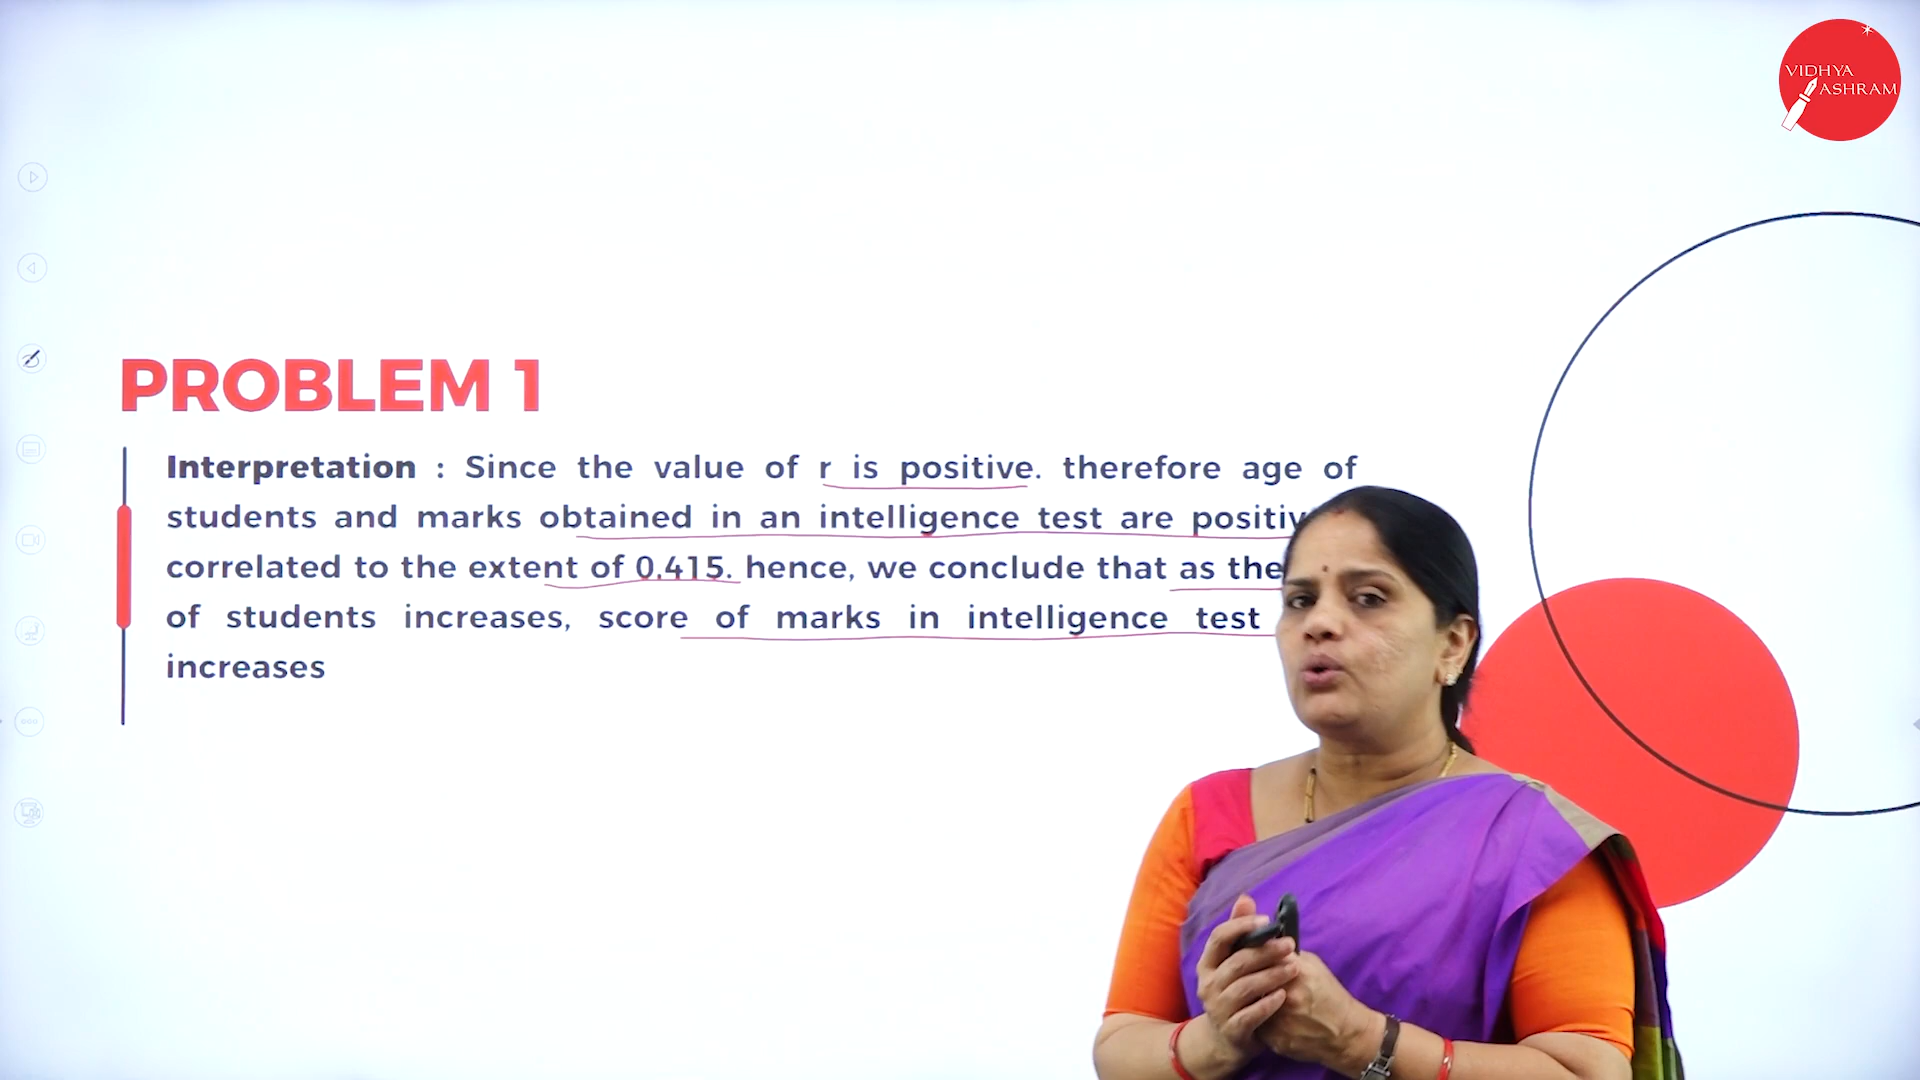 VIDHYA
ASHRAM
PROBLEM 1
Interpretation : Since the value of r is positive. therefore age of
students and marks obtained in an intelligence test are
correlated to the extent of 0.415. hence, we conclude that as the
of students increases, score of marks in intelligence test
increases